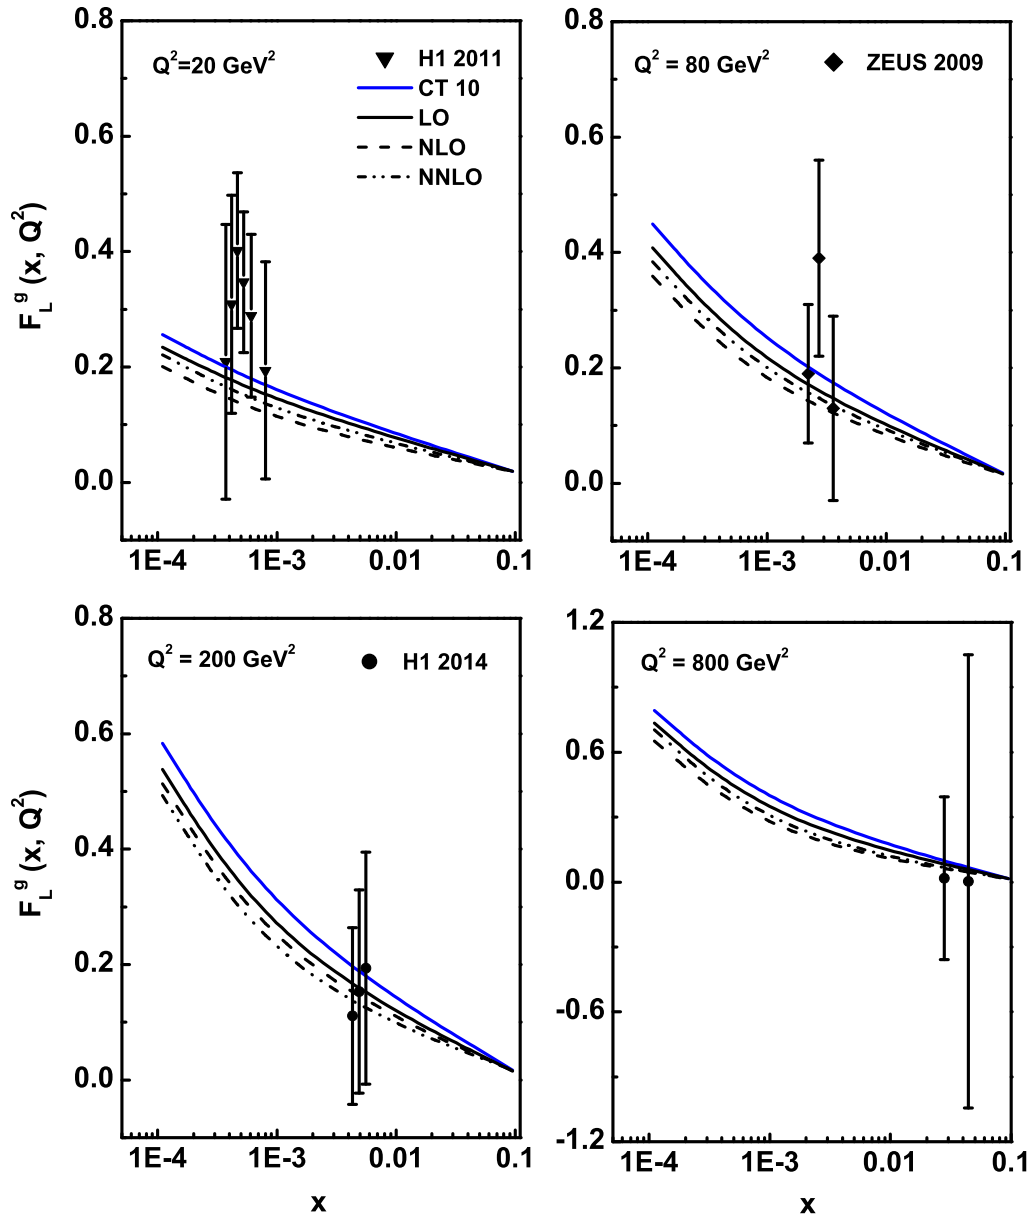 0.8
0.6
0.4
0.2
0.0
F_L^g (x, Q²)
Q²=20 GeV²
H1 2011
CT 10
LO
NLO
NNLO
1E-4 1E-3 0.01 0.1
0.8
0.6
0.4
0.2
0.0
Q² = 80 GeV²
ZEUS 2009
1E-4 1E-3 0.01 0.1
0.8
0.6
0.4
0.2
0.0
F_L^g (x, Q²)
Q² = 200 GeV²
H1 2014
1E-4 1E-3 0.01 0.1
x
1.2
0.6
0.0
-0.6
-1.2
Q² = 800 GeV²
1E-4 1E-3 0.01 0.1
x